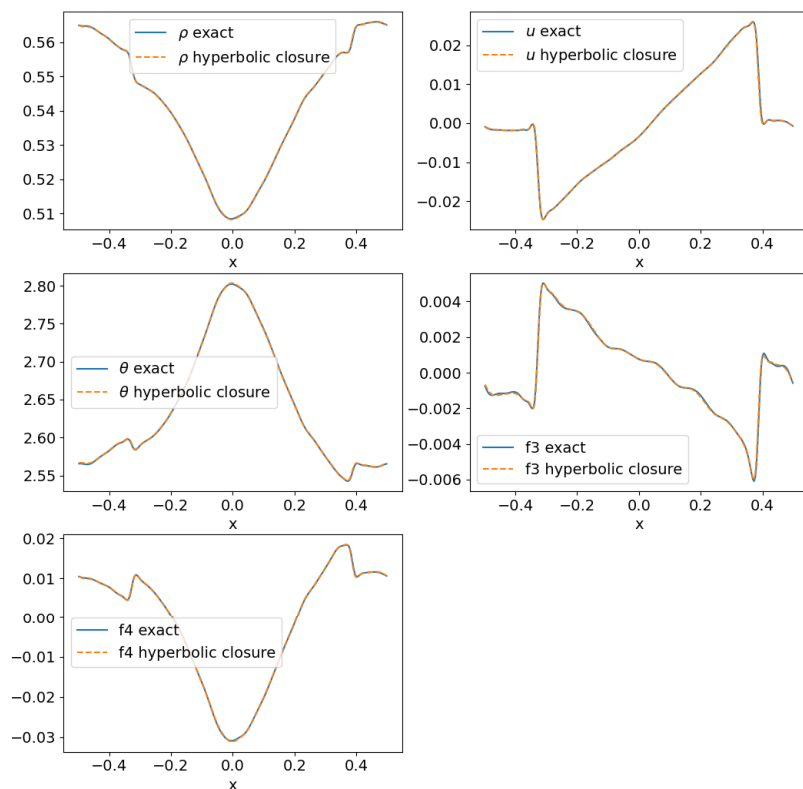 0.56
0.55
0.54
0.53
0.52
0.51
ρ exact
ρ hyperbolic closure
−0.4 −0.2 0.0 0.2 0.4
x
0.02
0.01
0.00
−0.01
−0.02
u exact
u hyperbolic closure
−0.4 −0.2 0.0 0.2 0.4
x
2.80
2.75
2.70
2.65
2.60
2.55
θ exact
θ hyperbolic closure
−0.4 −0.2 0.0 0.2 0.4
x
0.004
0.002
0.000
−0.002
−0.004
−0.006
f3 exact
f3 hyperbolic closure
−0.4 −0.2 0.0 0.2 0.4
x
0.02
0.01
0.00
−0.01
−0.02
−0.03
f4 exact
f4 hyperbolic closure
−0.4 −0.2 0.0 0.2 0.4
x